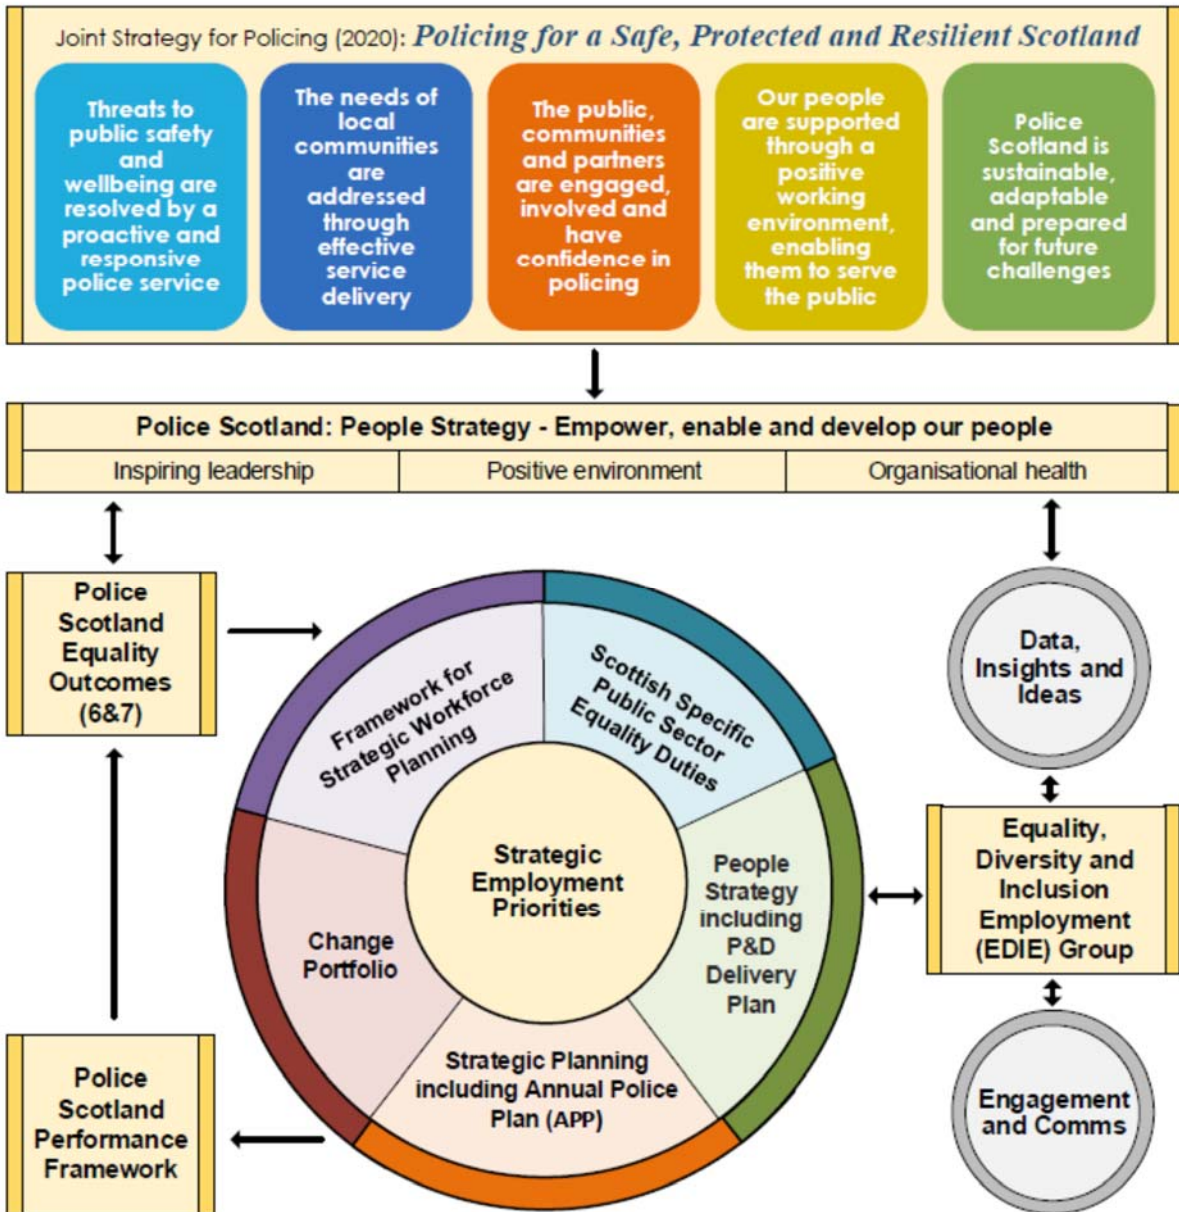 Joint Strategy for Policing (2020): Policing for a Safe, Protected and Resilient Scotland
Threats to
public safety
and
wellbeing are
resolved by a
proactive and
responsive
police service
The needs of
local
communities
are
addressed
through
effective
service
delivery
The public,
communities
and partners
are engaged,
involved and
have
confidence in
policing
Our people
are supported
through a
positive
working
environment,
enabling
them to serve
the public
Police
Scotland is
sustainable,
adaptable
and prepared
for future
challenges
Police Scotland: People Strategy - Empower, enable and develop our people
Inspiring leadership
Positive environment
Organisational health
Police
Scotland
Equality
Outcomes
(6&7)
Framework for
Strategic Workforce
Planning
Scottish Specific
Public Sector
Equality Duties
Data,
Insights and
Ideas
Strategic
Employment
Priorities
People
Strategy
including
P&D
Delivery
Plan
Equality,
Diversity and
Inclusion
Employment
(EDIE) Group
Change
Portfolio
Strategic Planning
including Annual Police
Plan (APP)
Police
Scotland
Performance
Framework
Engagement
and Comms